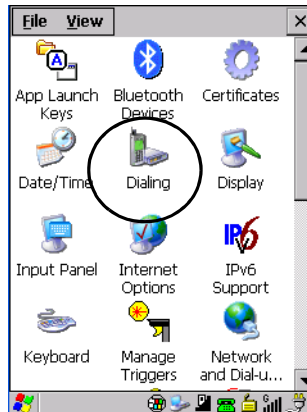 File View
App Launch Keys
Bluetooth Devices
Certificates
Date/Time
Dialing
Display
Input Panel
Internet Options
IPv6
IPv6 Support
Keyboard
Manage Triggers
Network and Dial-u...